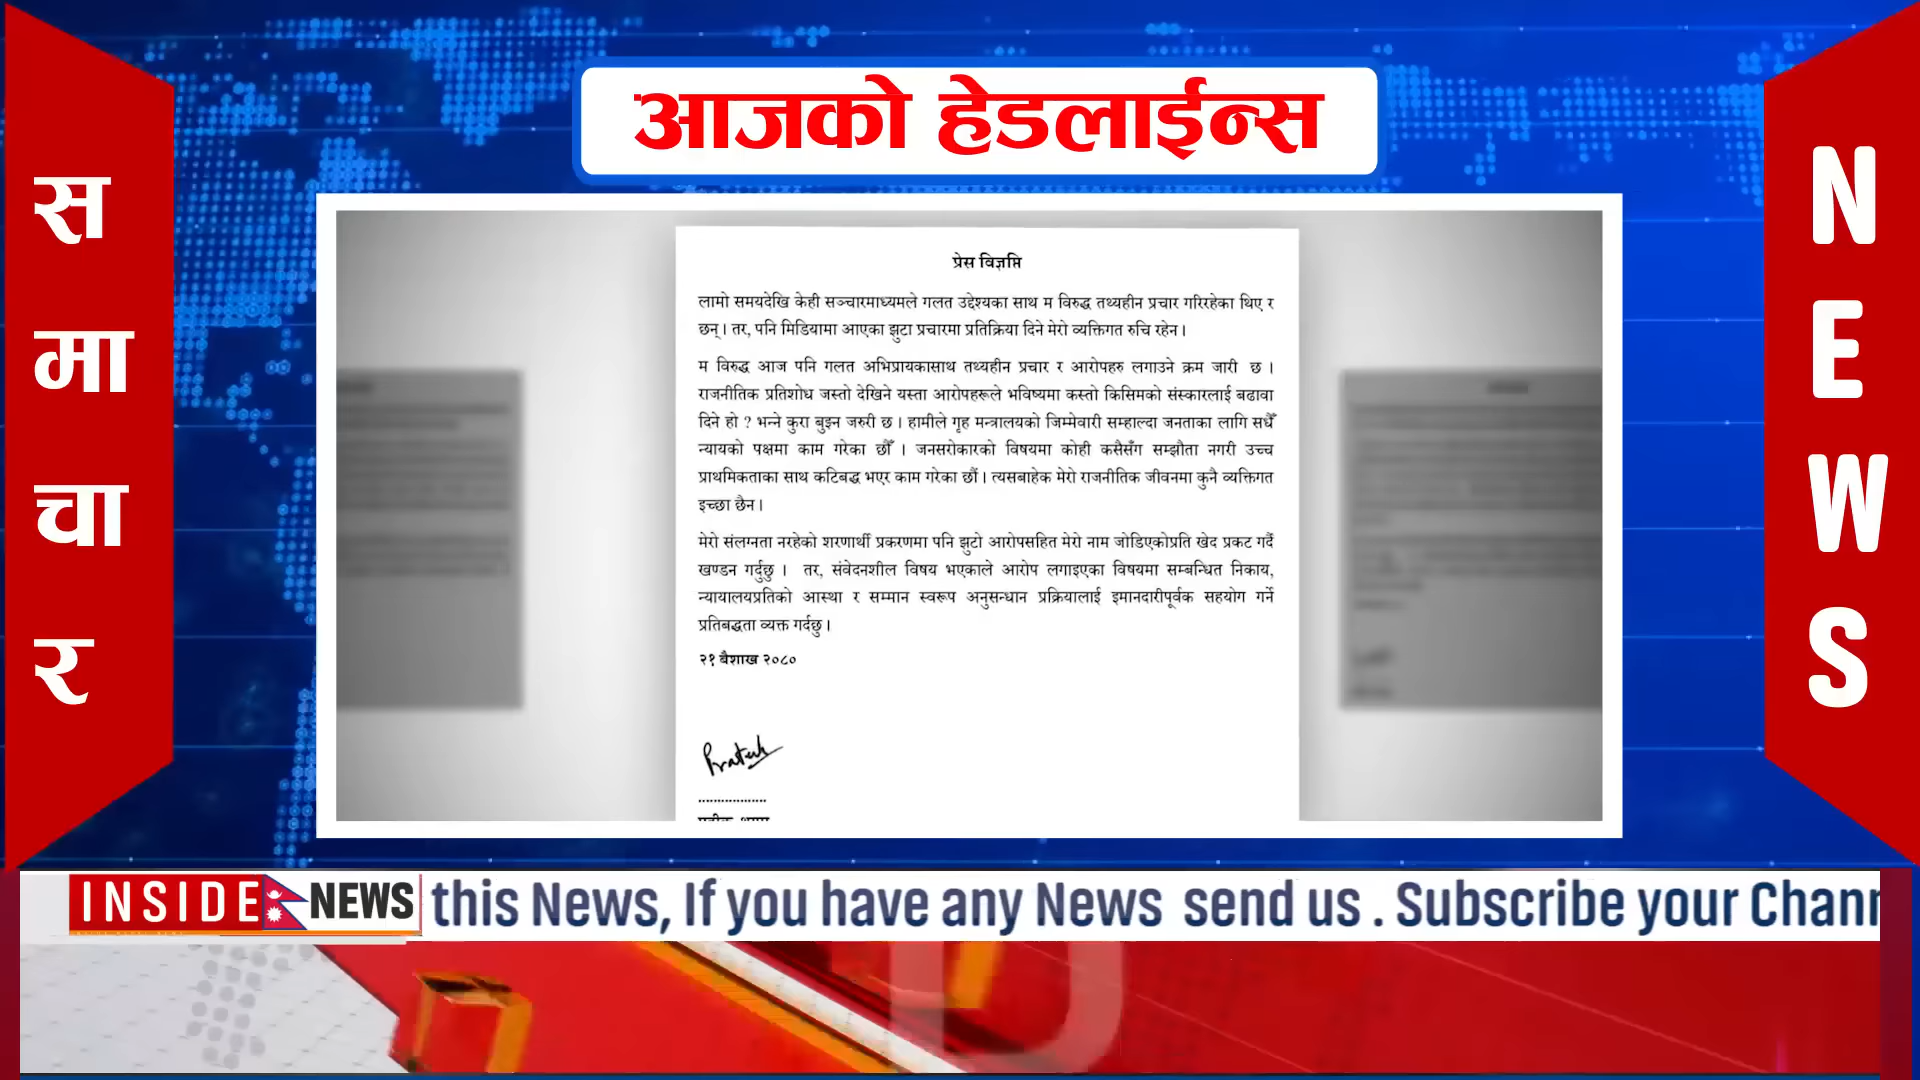 आजको हेडलाईन्स
समाचार
NEWS
प्रेस विज्ञप्ति
लामो समयदेखि केही सञ्चारमाध्यमले गलत उद्देश्यका साथ म विरुद्ध तथ्यहीन प्रचार गरिरहेका थिए र
छन् । तर, पनि मिडियामा आएका झुटा प्रचारमा प्रतिक्रिया दिने मेरो व्यक्तिगत रुचि रहेन ।
म विरुद्ध आज पनि गलत अभिप्रायकासाथ तथ्यहीन प्रचार र आरोपहरु लगाउने क्रम जारी छ ।
राजनीतिक प्रतिशोध जस्तो देखिने यस्ता आरोपहरूले भविष्यमा कस्तो किसिमको संस्कारलाई बढावा
दिने हो ? भन्ने कुरा बुझ्न जरुरी छ । हामीले गृह मन्त्रालयको जिम्मेवारी सम्हाल्दा जनताका लागि सधैँ
न्यायको पक्षमा काम गरेका छौँ । जनसरोकारको विषयमा कोही कसैसँग सम्झौता नगरी उच्च
प्राथमिकताका साथ कटिबद्ध भएर काम गरेका छौं । त्यसबाहेक मेरो राजनीतिक जीवनमा कुनै व्यक्तिगत
इच्छा छैन ।
मेरो संलग्नता नरहेको शरणार्थी प्रकरणमा पनि झुटो आरोपसहित मेरो नाम जोडिएकोप्रति खेद प्रकट गर्दै
खण्डन गर्दुछु । तर, संवेदनशील विषय भएकाले आरोप लगाइएका विषयमा सम्बन्धित निकाय,
न्यायालयप्रतिको आस्था र सम्मान स्वरूप अनुसन्धान प्रक्रियालाई इमानदारीपूर्वक सहयोग गर्ने
प्रतिबद्धता व्यक्त गर्दछु ।
२१ बैशाख २०८०
Prateek
..................
INSIDE NEWS
this News, If you have any News send us . Subscribe your Chann